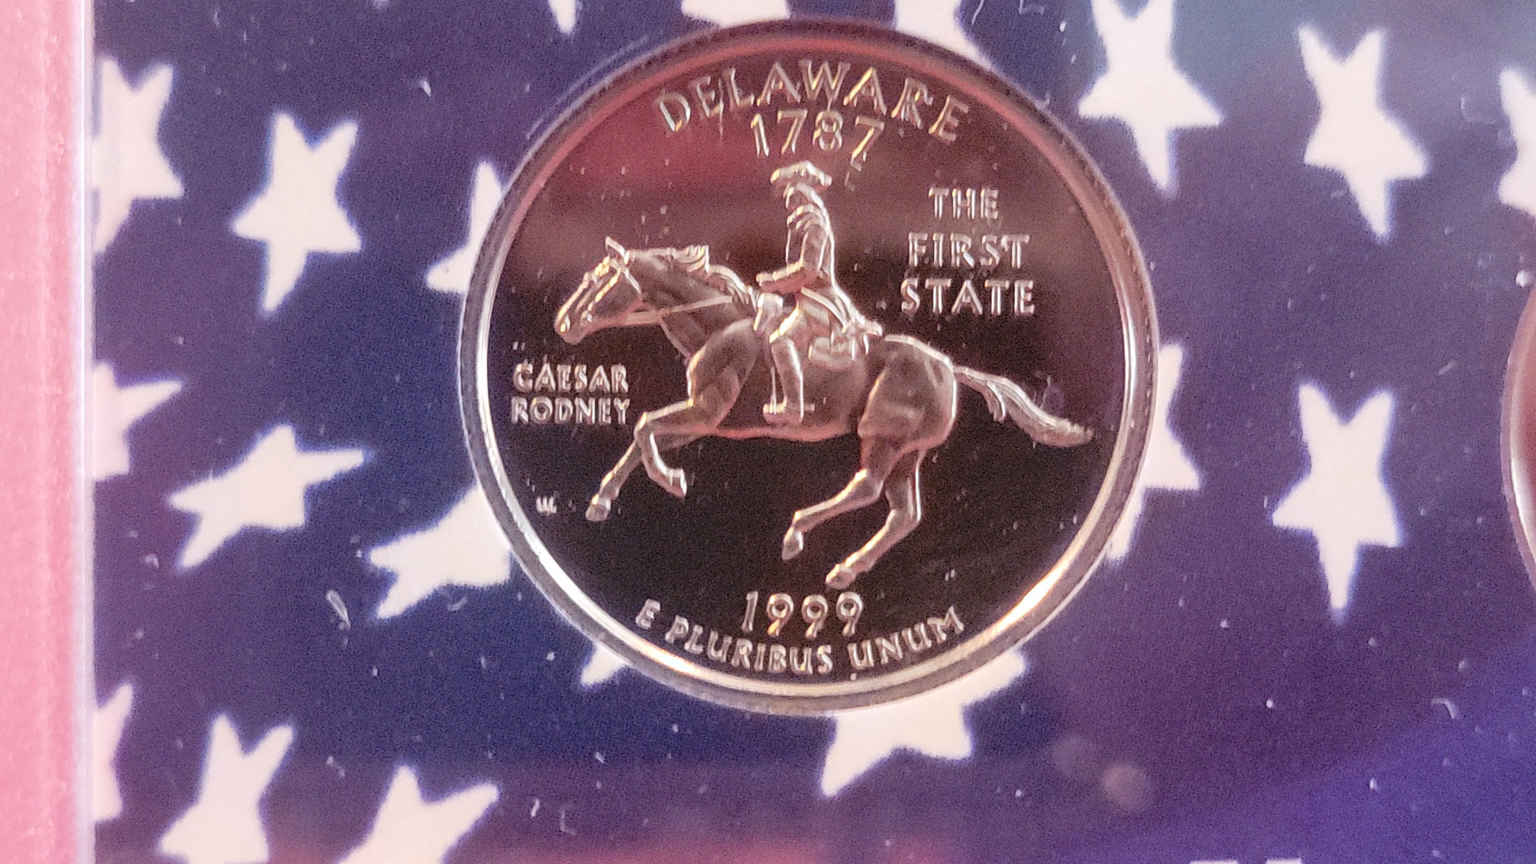 DELAWARE
1787
THE
FIRST
STATE
CAESAR
RODNEY
1999
E PLURIBUS UNUM